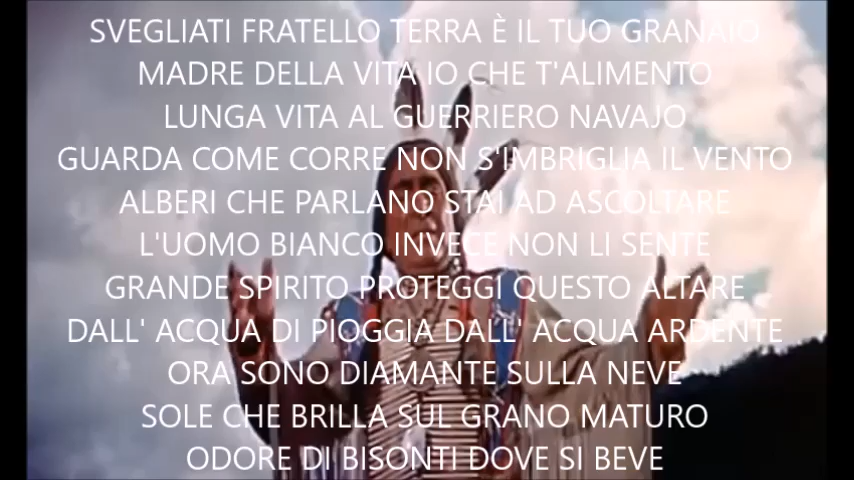 SVEGLIATI FRATELLO TERRA È IL TUO GRANAIO
MADRE DELLA VITA IO CHE T'ALIMENTO
LUNGA VITA AL GUERRIERO NAVAJO
GUARDA COME CORRE NON S'IMBRIGLIA IL VENTO
ALBERI CHE PARLANO STAI AD ASCOLTARE
L'UOMO BIANCO INVECE NON LI SENTE
GRANDE SPIRITO PROTEGGI QUESTO ALTARE
DALL' ACQUA DI PIOGGIA DALL' ACQUA ARDENTE
ORA SONO DIAMANTE SULLA NEVE
SOLE CHE BRILLA SUL GRANO MATURO
ODORE DI BISONTI DOVE SI BEVE